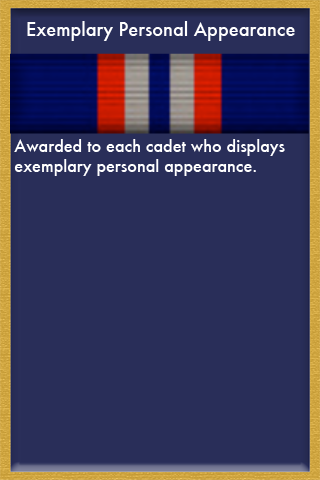 Exemplary Personal Appearance
Awarded to each cadet who displays
exemplary personal appearance.